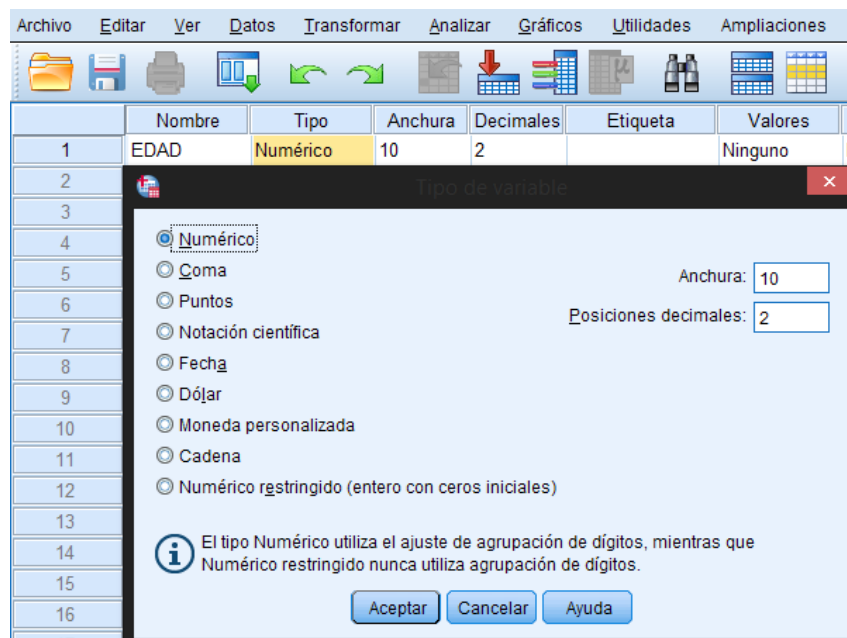 Archivo Editar Ver Datos Transformar Analizar Gráficos Utilidades Ampliaciones
Nombre Tipo Anchura Decimales Etiqueta Valores
1 EDAD Numérico 10 2 Ninguno
2
Tipo de variable
3
4
5
6
7
8
9
10
11
12
13
14
15
16
Numérico
Coma
Puntos
Notación científica
Fecha
Dólar
Moneda personalizada
Cadena
Numérico restringido (entero con ceros iniciales)
Anchura: 10
Posiciones decimales: 2
El tipo Numérico utiliza el ajuste de agrupación de dígitos, mientras que
Numérico restringido nunca utiliza agrupación de dígitos.
Aceptar Cancelar Ayuda